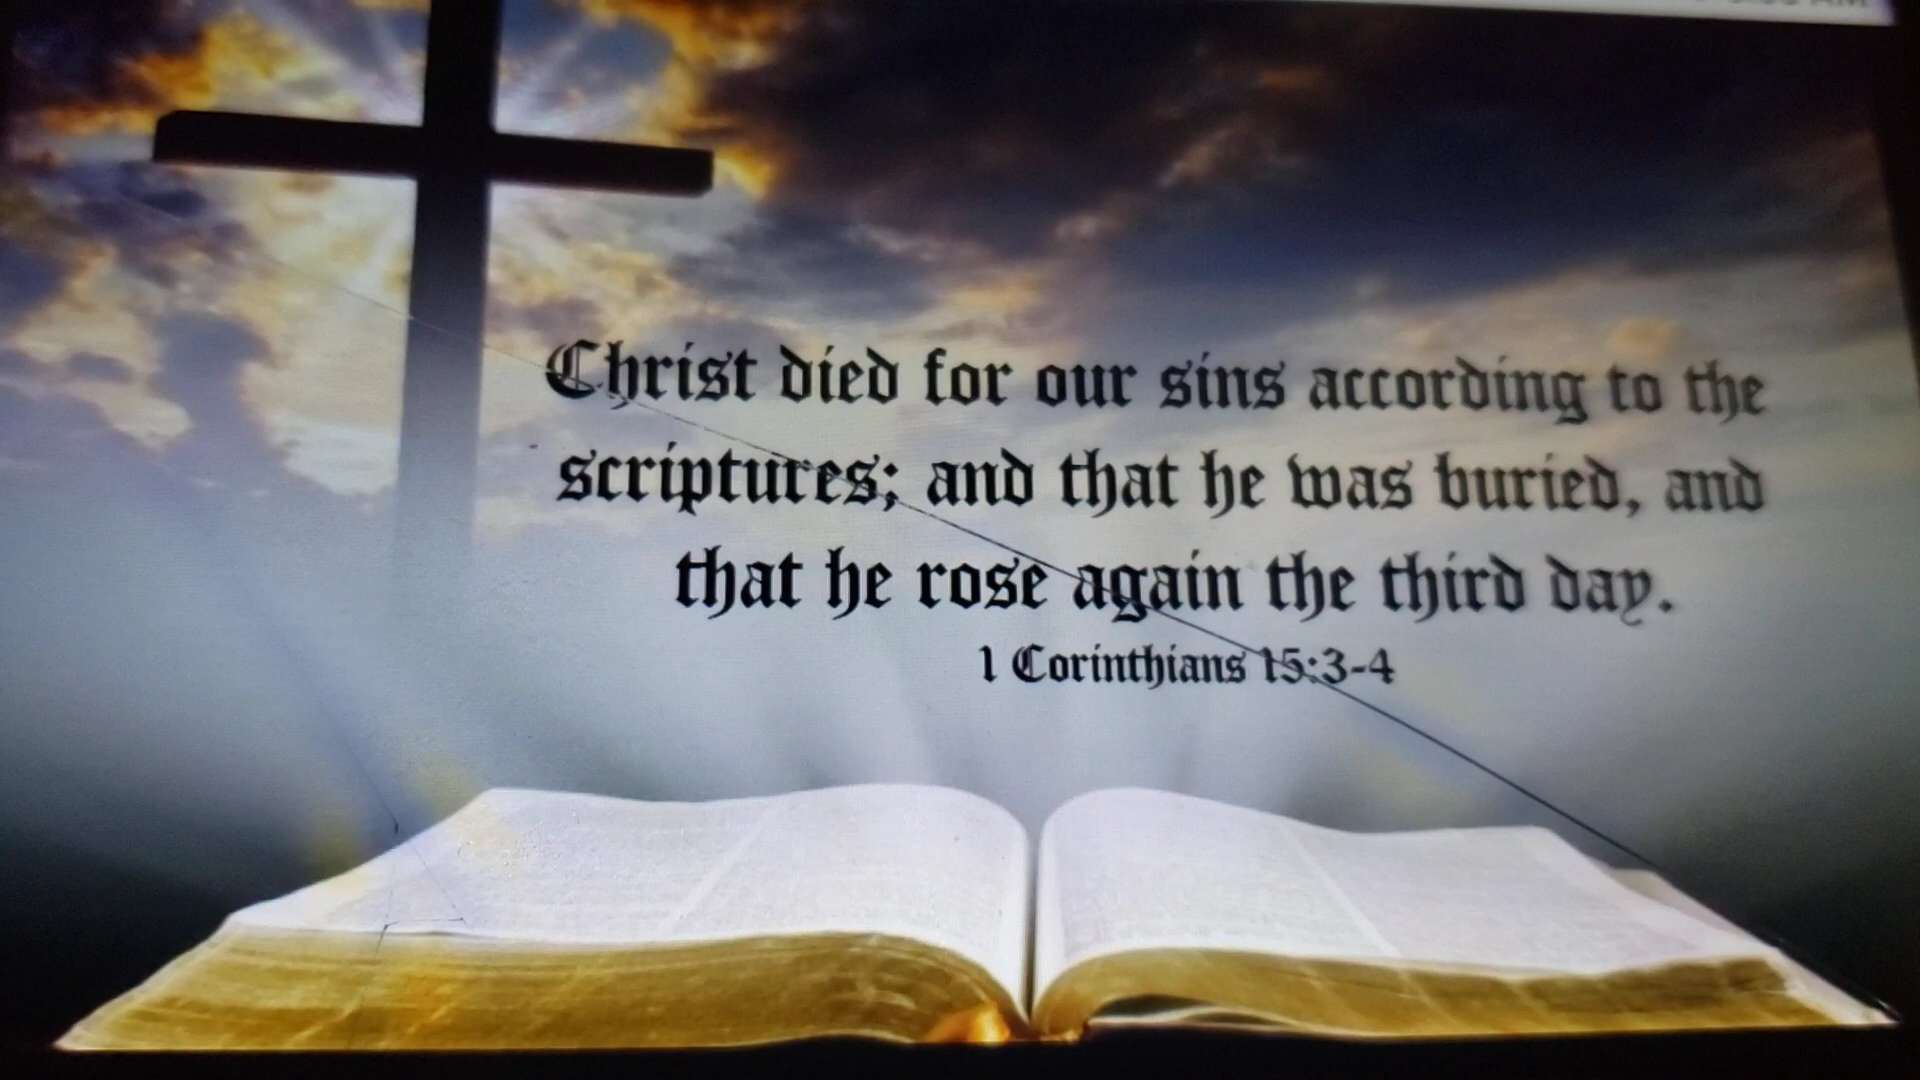 Christ died for our sins according to the
scriptures; and that he was buried, and
that he rose again the third day.
1 Corinthians 15:3-4